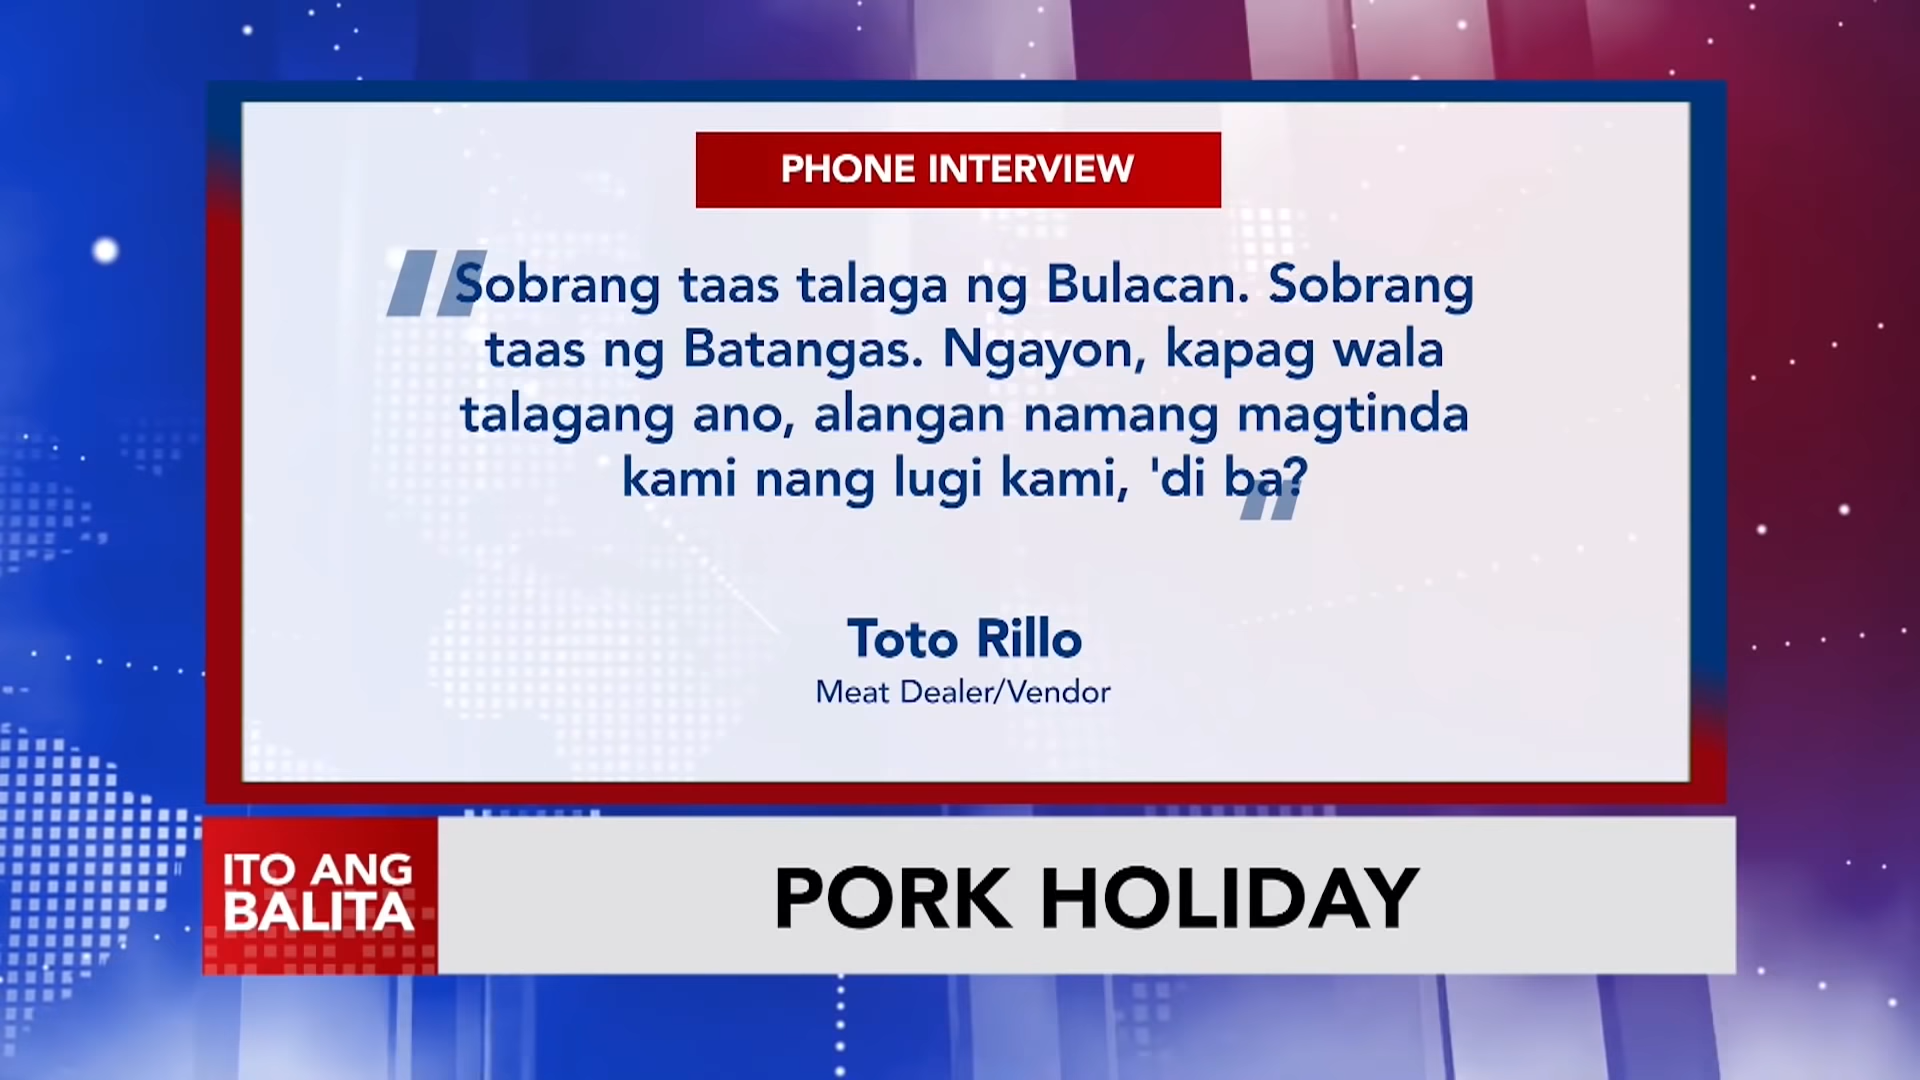 PHONE INTERVIEW
"Sobrang taas talaga ng Bulacan. Sobrang
taas ng Batangas. Ngayon, kapag wala
talagang ano, alangan namang magtinda
kami nang lugi kami, 'di ba?"
Toto Rillo
Meat Dealer/Vendor
ITO ANG
BALITA
PORK HOLIDAY